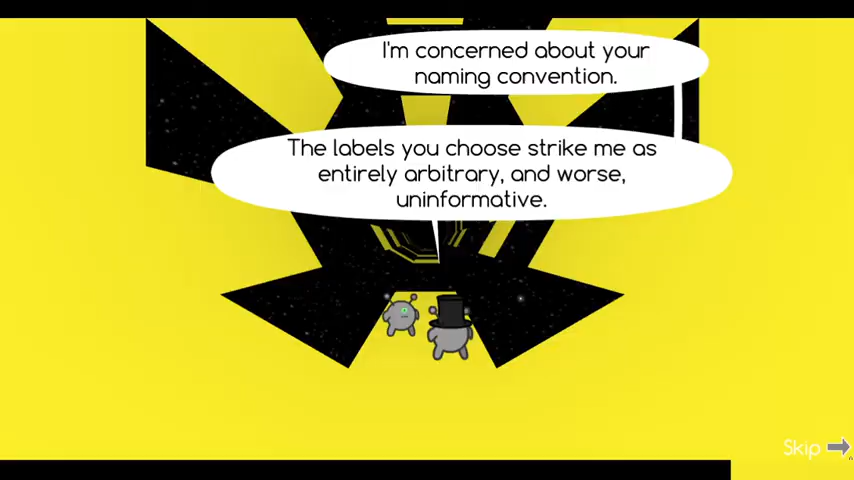 I'm concerned about your
naming convention.
The labels you choose strike me as
entirely arbitrary, and worse,
uninformative.
Skip